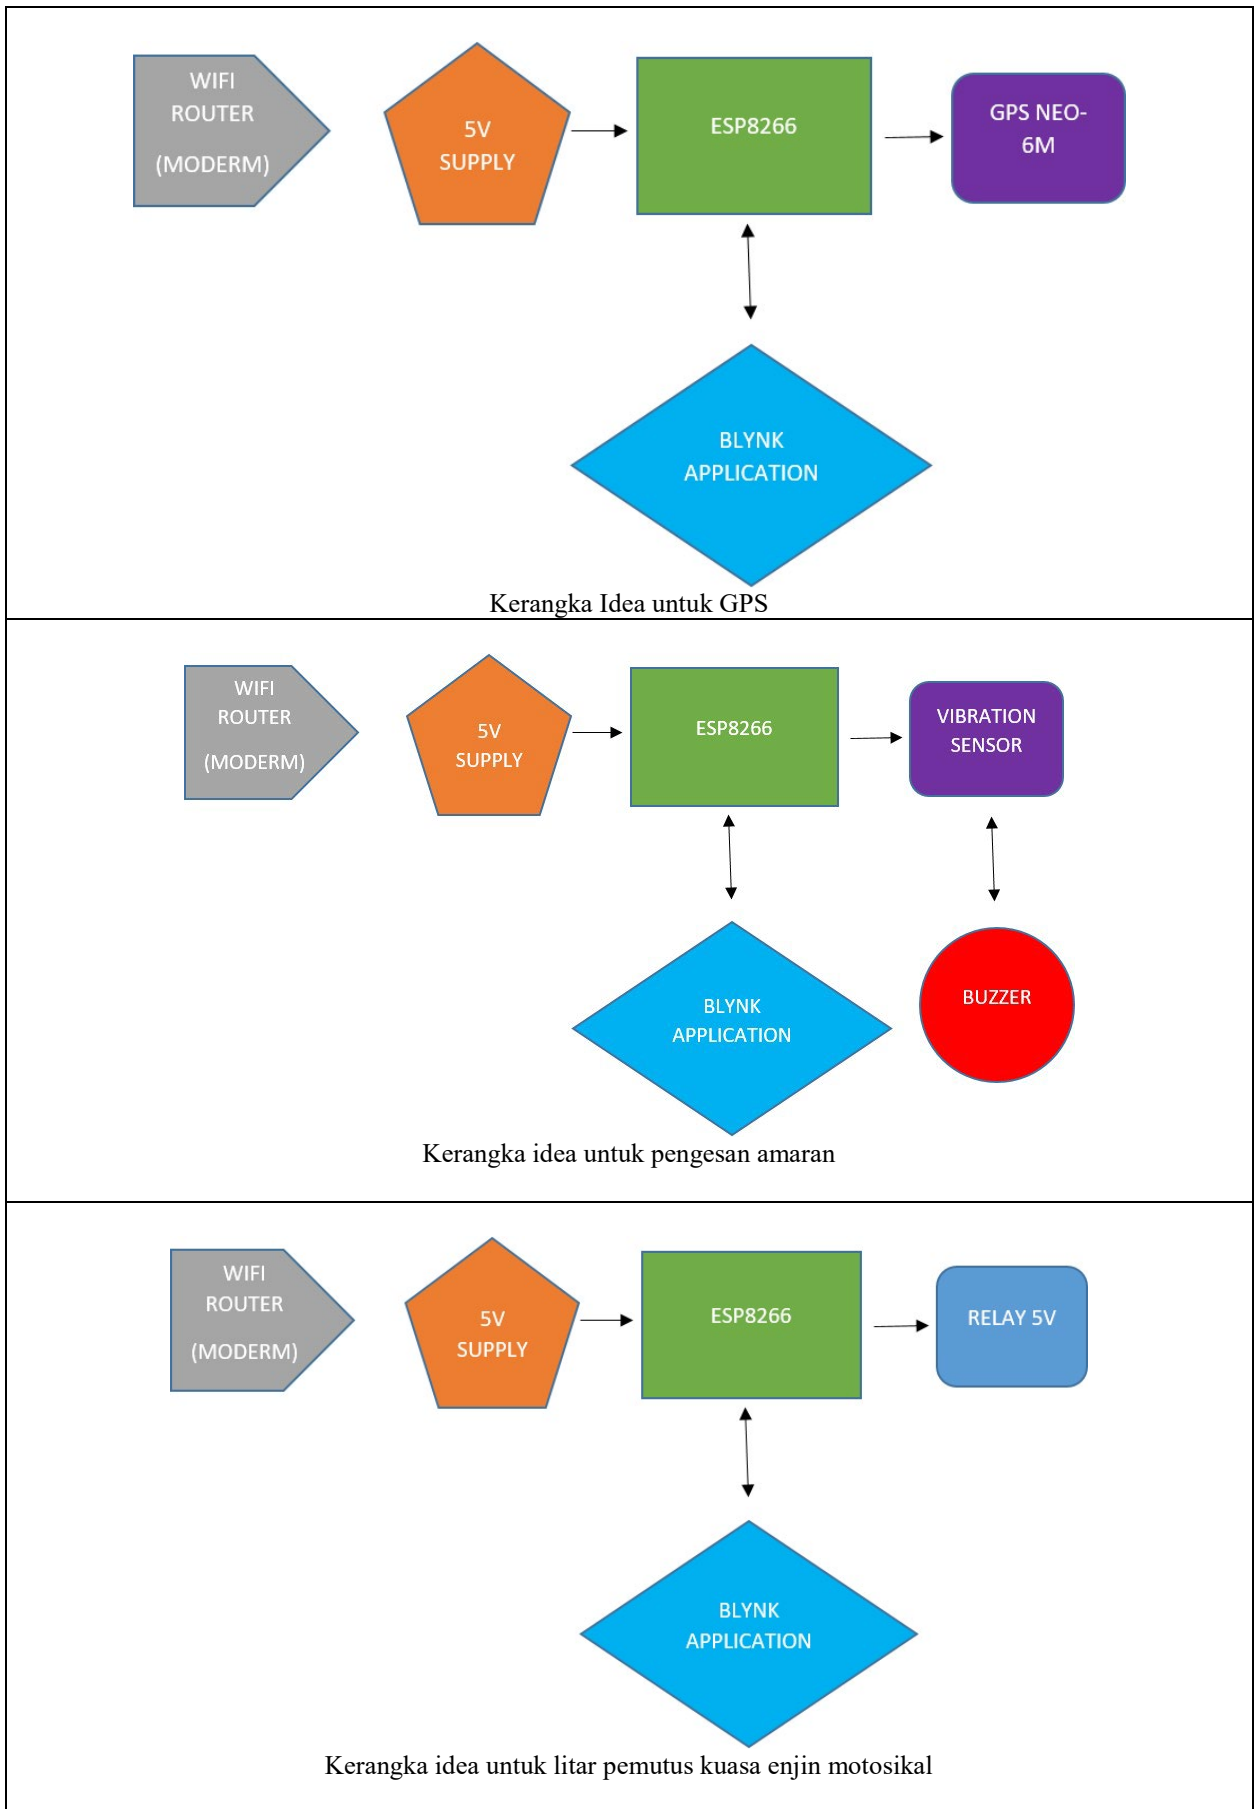 WIFI
ROUTER
(MODERM)
5V
SUPPLY
ESP8266
GPS NEO-
6M
BLYNK
APPLICATION
Kerangka Idea untuk GPS
WIFI
ROUTER
(MODERM)
5V
SUPPLY
ESP8266
VIBRATION
SENSOR
BLYNK
APPLICATION
BUZZER
Kerangka idea untuk pengesan amaran
WIFI
ROUTER
(MODERM)
5V
SUPPLY
ESP8266
RELAY 5V
BLYNK
APPLICATION
Kerangka idea untuk litar pemutus kuasa enjin motosikal